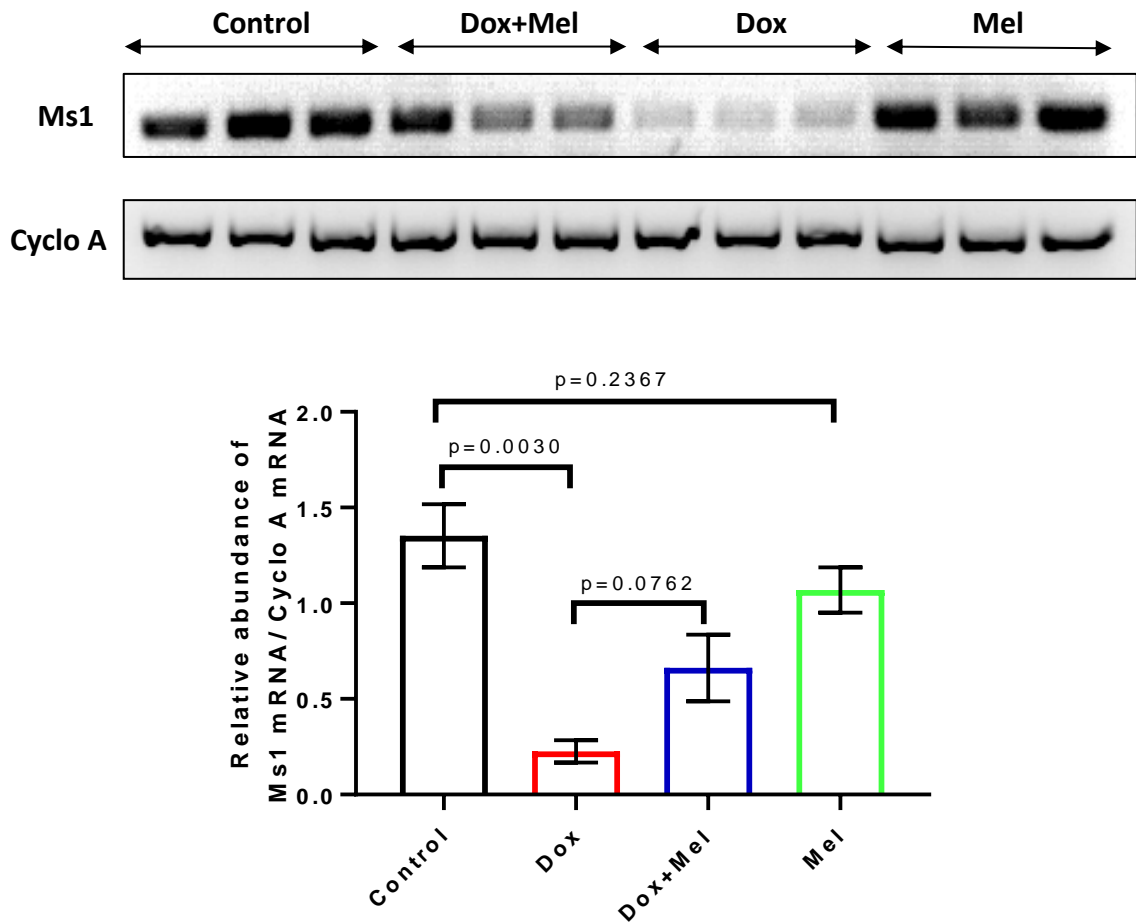 Control Dox+Mel Dox Mel
Ms1
Cyclo A
p=0.2367
p=0.0030
p=0.0762
Relative abundance of
Ms1 mRNA/ Cyclo A mRNA
2.0
1.5
1.0
0.5
0.0
Control Dox Dox+Mel Mel